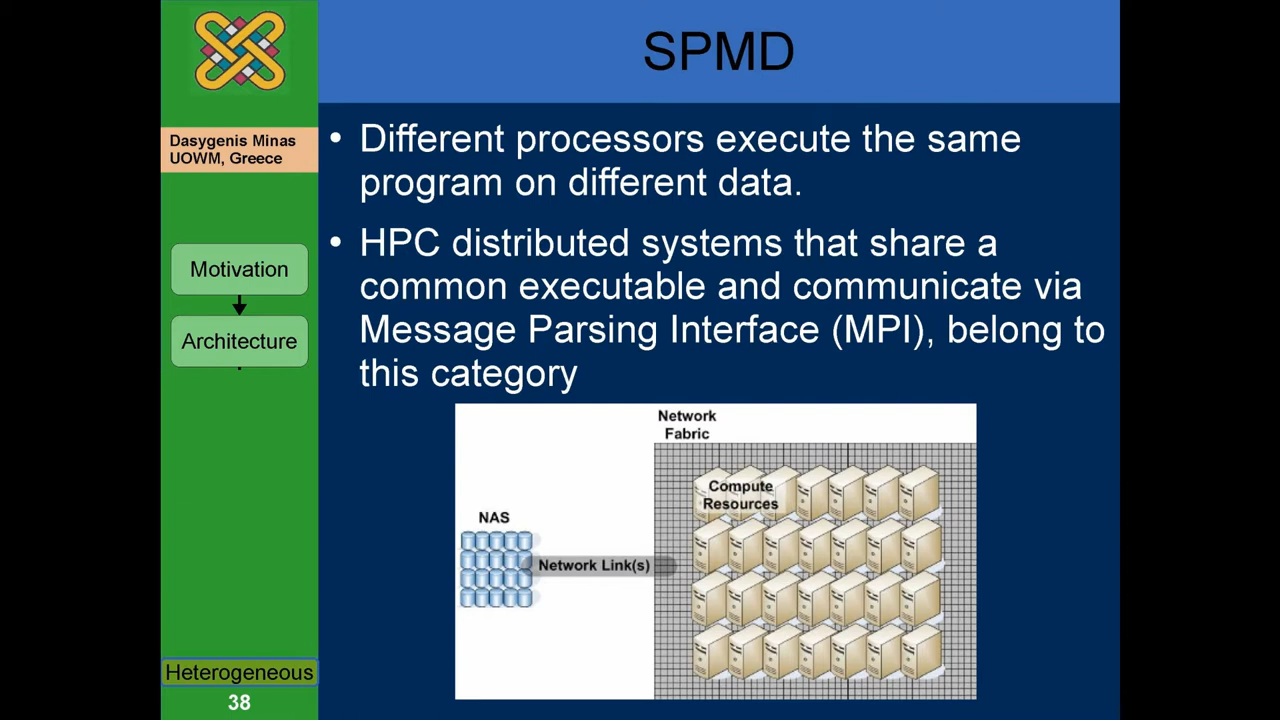 SPMD
Dasygenis Minas
UOWM, Greece
Motivation
Architecture
Heterogeneous
38
• Different processors execute the same
program on different data.
• HPC distributed systems that share a
common executable and communicate via
Message Parsing Interface (MPI), belong to
this category
Network
Fabric
Compute
Resources
NAS
Network Link(s)